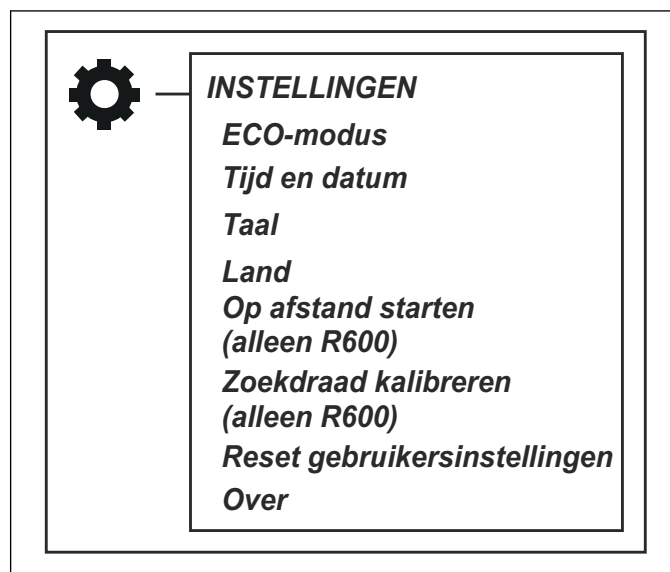 INSTELLINGEN
ECO-modus
Tijd en datum
Taal
Land
Op afstand starten
(alleen R600)
Zoekdraad kalibreren
(alleen R600)
Reset gebruikersinstellingen
Over